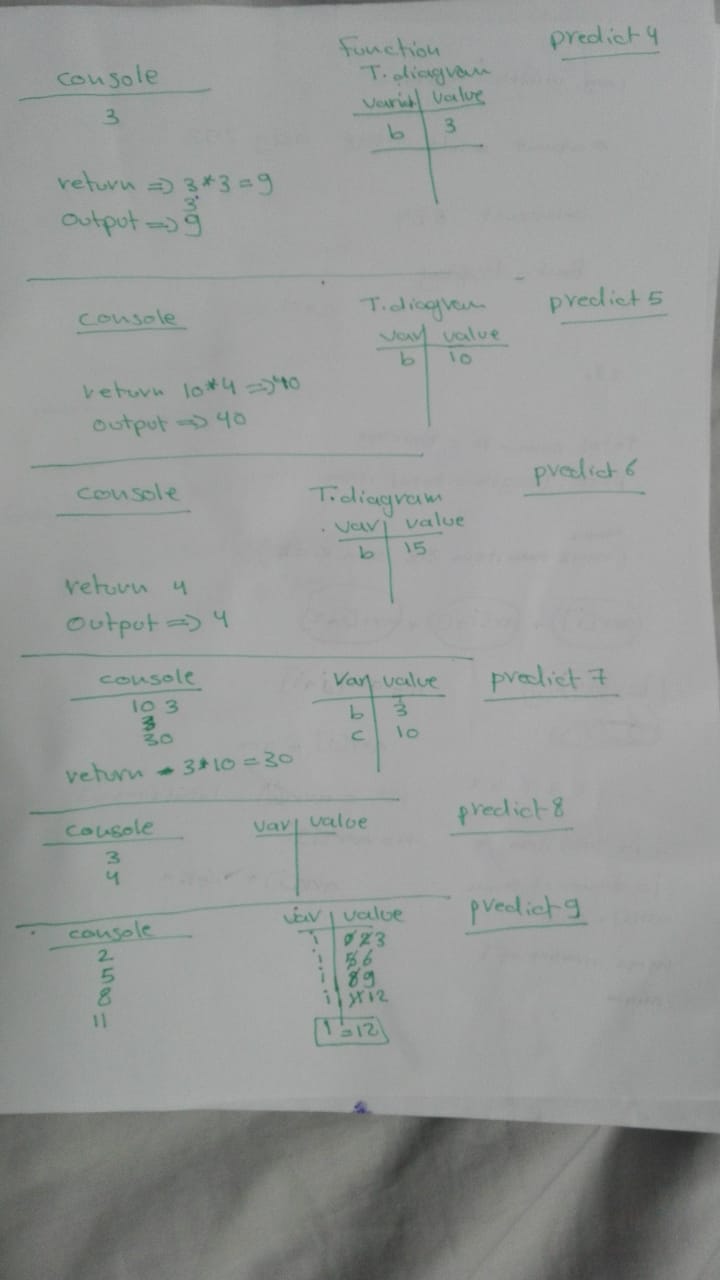 predict 4
console
3
return => 3*3=9
3
output => 9
Function
T. diagram
variabl value
b 3
predict 5
console
return 10*4 => 40
output => 40
T. diagram
var value
b 10
predict 6
console
return 4
output => 4
T. diagram
var value
b 15
predict 7
console
10 3
3
30
return 3*10=30
Var value
b 3
c 10
predict 8
console
3
4
var value
predict 9
console
2
5
8
11
var value
i 0 2 3
i 5 6
i 8 9
i 11 12
i = 12